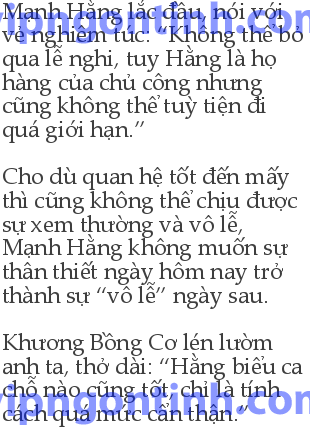 Mạnh Hằng lắc đầu, nói với
vẻ nghiêm túc: “Không thể bỏ
qua lễ nghi, tuy Hằng là họ
hàng của chủ công nhưng
cũng không thể tuỳ tiện đi
quá giới hạn.”
Cho dù quan hệ tốt đến mấy
thì cũng không thể chịu được
sự xem thường và vô lễ,
Mạnh Hằng không muốn sự
thân thiết ngày hôm nay trở
thành sự “vô lễ” ngày sau.
Khương Bồng Cơ lén lườm
anh ta, thở dài: “Hằng biểu ca
chỗ nào cũng tốt, chỉ là tính
cách quá mức cẩn thận.”
vipngontinh.com
vipngontinh.com